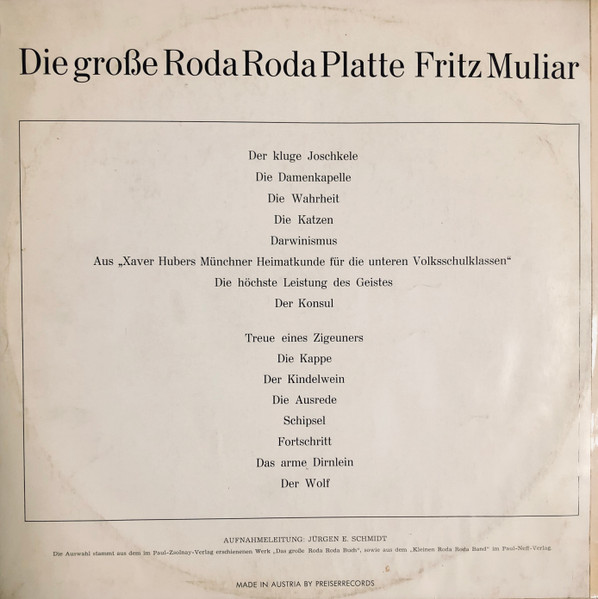 Die große Roda Roda Platte Fritz Muliar
Der kluge Joschkele
Die Damenkapelle
Die Wahrheit
Die Katzen
Darwinismus
Aus „Xaver Hubers Münchner Heimatkunde für die unteren Volksschulklassen“
Die höchste Leistung des Geistes
Der Konsul
Treue eines Zigeuners
Die Kappe
Der Kindelwein
Die Ausrede
Schipsel
Fortschritt
Das arme Dirnlein
Der Wolf
AUFNAHMELEITUNG: JÜRGEN E. SCHMIDT
Die Auswahl stammt aus dem im Paul-Zsolnay-Verlag erschienenen Werk „Das große Roda Roda Buch“, sowie aus dem „Kleinen Roda Roda Band“ im Paul-Neff-Verlag
MADE IN AUSTRIA BY PREISERRECORDS